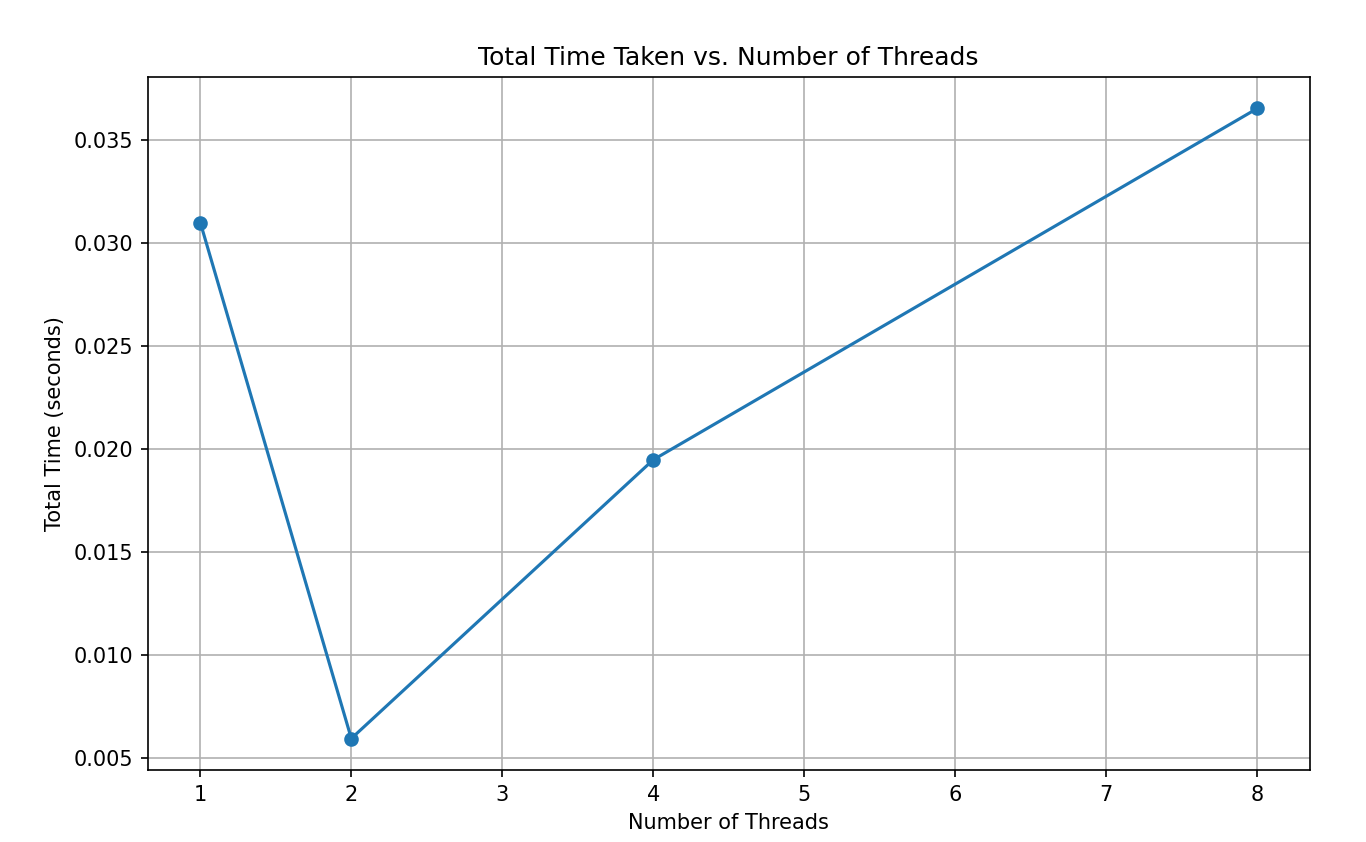 Total Time Taken vs. Number of Threads
0.035
0.030
0.025
0.020
0.015
0.010
0.005
Total Time (seconds)
1 2 3 4 5 6 7 8
Number of Threads